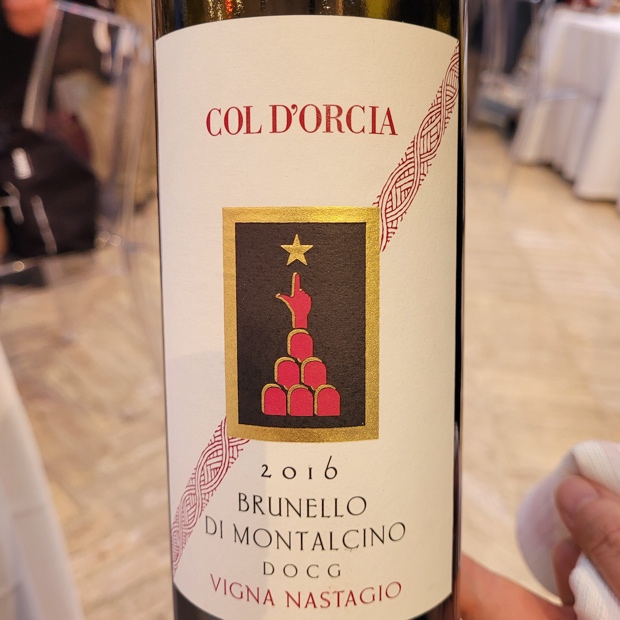 COL D'ORCIA
2016
BRUNELLO
DI MONTALCINO
DOCG
VIGNA NASTAGIO